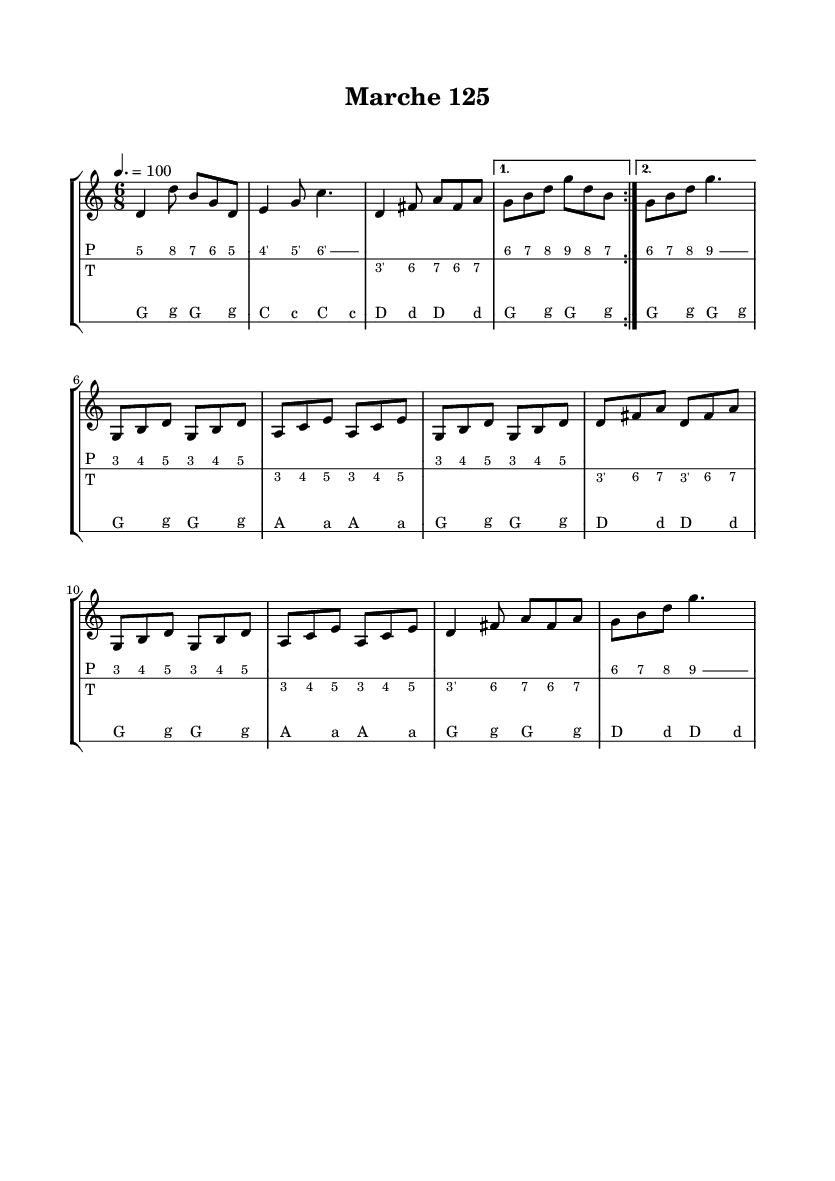 Marche 125
♩. = 100
1. 2.
6 8
P 5 8 7 6 5 4' 5' 6' 6 7 8 9 8 7 6 7 8 9
T 3' 6 7 6 7
G g G g C c C c D d D d G g G g G g G g
6
P 3 4 5 3 4 5 3 4 5 3 4 5
T 3 4 5 3 4 5 3' 6 7 3' 6 7
G g G g A a A a G g G g D d D d
10
P 3 4 5 3 4 5 6 7 8 9
T 3 4 5 3 4 5 3' 6 7 6 7
G g G g A a A a G g G g D d D d